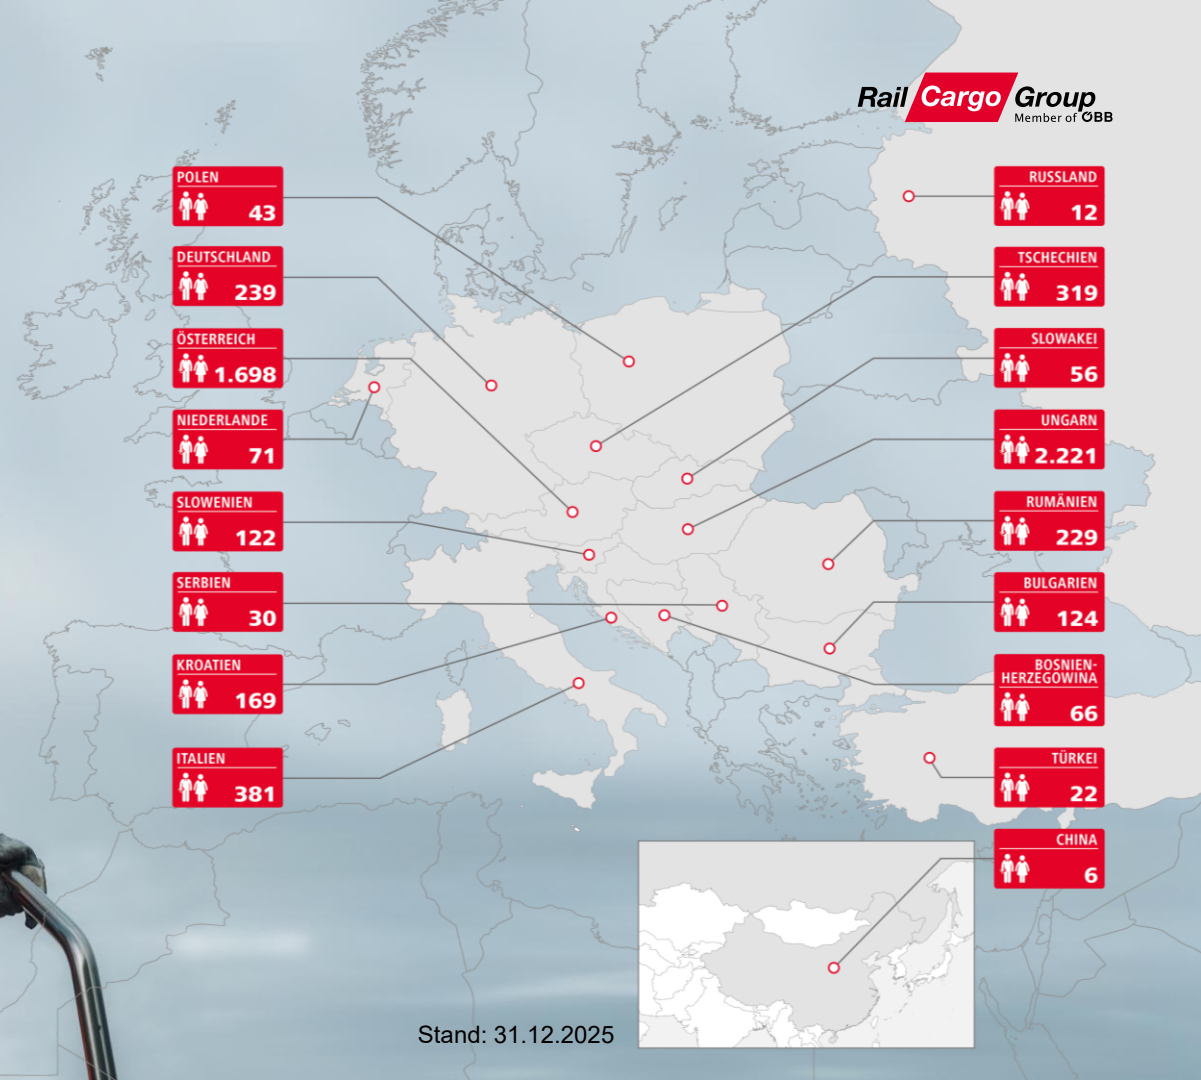 Rail Cargo Group
Member of ÖBB
POLEN
43
DEUTSCHLAND
239
ÖSTERREICH
1.698
NIEDERLANDE
71
SLOWENIEN
122
SERBIEN
30
KROATIEN
169
ITALIEN
381
RUSSLAND
12
TSCHECHIEN
319
SLOWAKEI
56
UNGARN
2.221
RUMÄNIEN
229
BULGARIEN
124
BOSNIEN-
HERZEGOWINA
66
TÜRKEI
22
CHINA
6
Stand: 31.12.2025